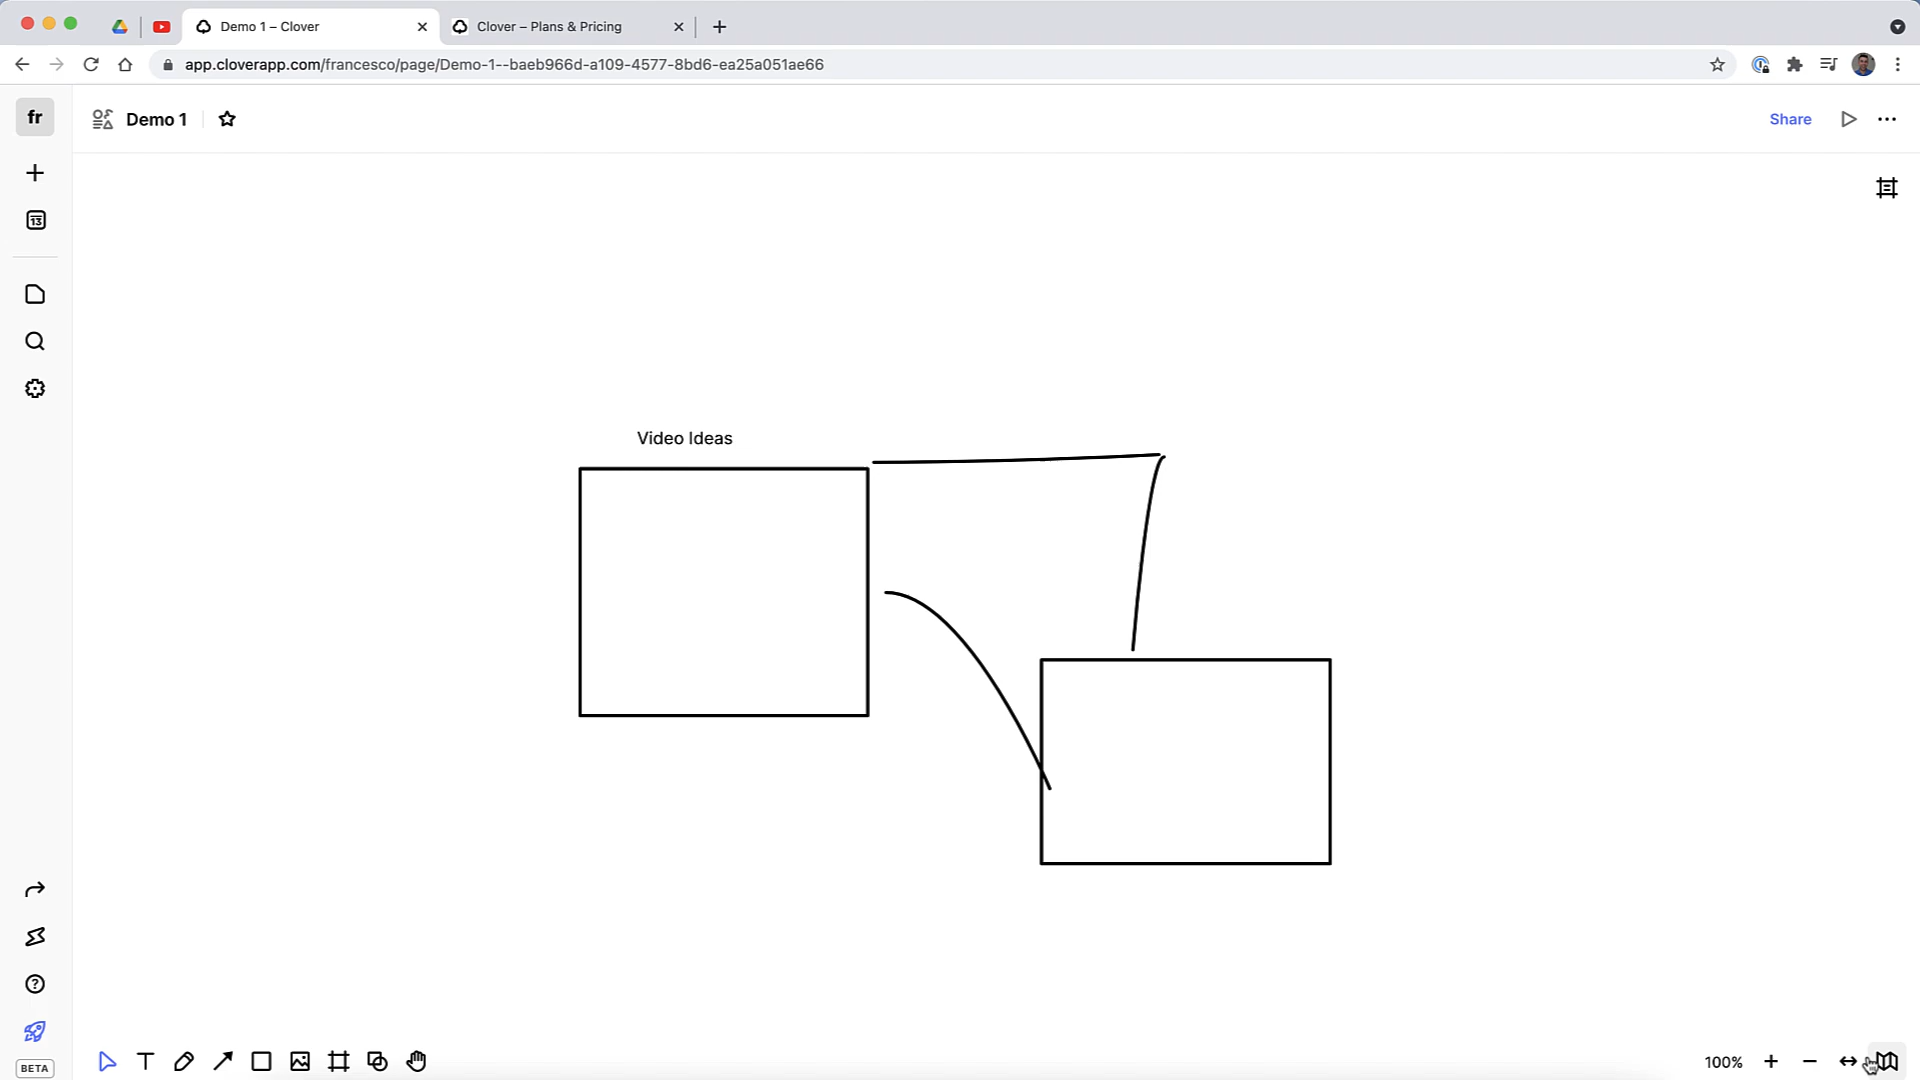 Demo 1 – Clover
Clover – Plans & Pricing
app.cloverapp.com/francesco/page/Demo-1--baeb966d-a109-4577-8bd6-ea25a051ae66
fr
Demo 1
Share
13
Video Ideas
BETA
100%